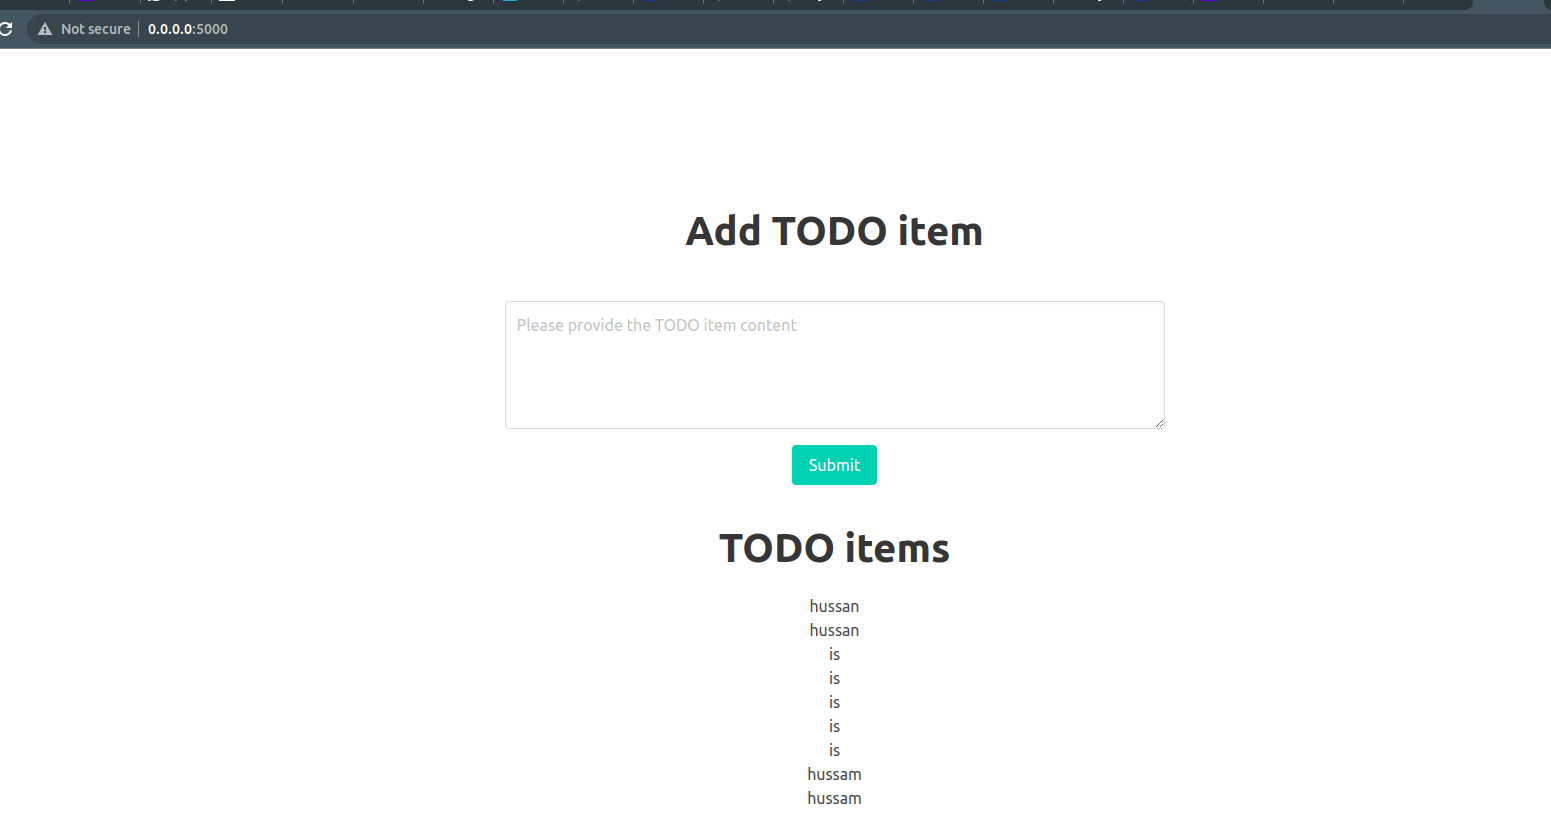 Not secure 0.0.0.0:5000
Add TODO item
Please provide the TODO item content
Submit
TODO items
hussan
hussan
is
is
is
is
is
hussam
hussam